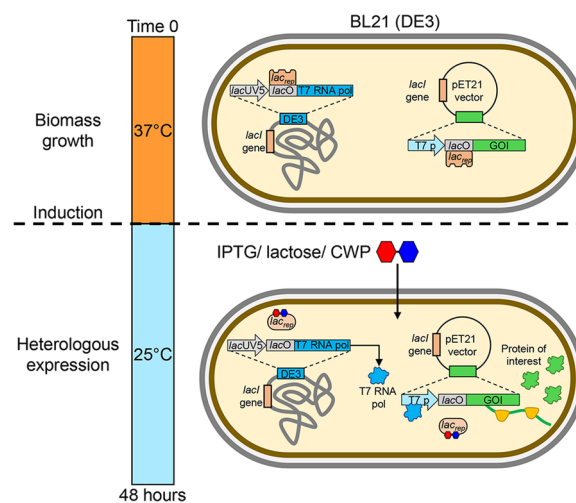 Time 0
BL21 (DE3)
Biomass
growth
37°C
lacrep
lacUV5 lacO T7 RNA pol
DE3
lacI
gene
lacI
gene
pET21
vector
T7 p lacO GOI
lacrep
Induction
IPTG/ lactose/ CWP
Heterologous
expression
25°C
lacrep
lacUV5 lacO T7 RNA pol
DE3
lacI
gene
T7 RNA
pol
lacI
gene
pET21
vector
Protein of
interest
T7 p lacO GOI
lacrep
48 hours